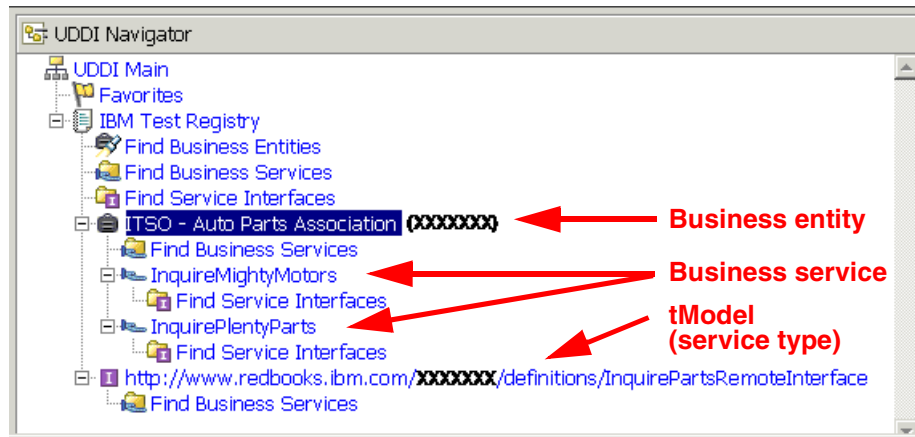 UDDI Navigator
UDDI Main
Favorites
IBM Test Registry
Find Business Entities
Find Business Services
Find Service Interfaces
ITSO - Auto Parts Association (XXXXXXX)
Business entity
Find Business Services
InquireMightyMotors
Business service
Find Service Interfaces
InquirePlentyParts
tModel
(service type)
Find Service Interfaces
http://www.redbooks.ibm.com/XXXXXXX/definitions/InquirePartsRemoteInterface
Find Business Services